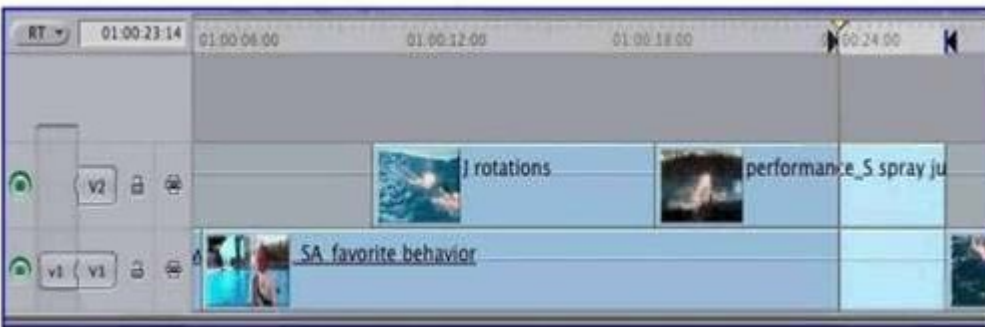 RT 01:00:23:14 01:00:06:00 01:00:12:00 01:00:18:00 00:24:00
V2 J rotations performance_S spray ju
v1 V1 SA favorite behavior